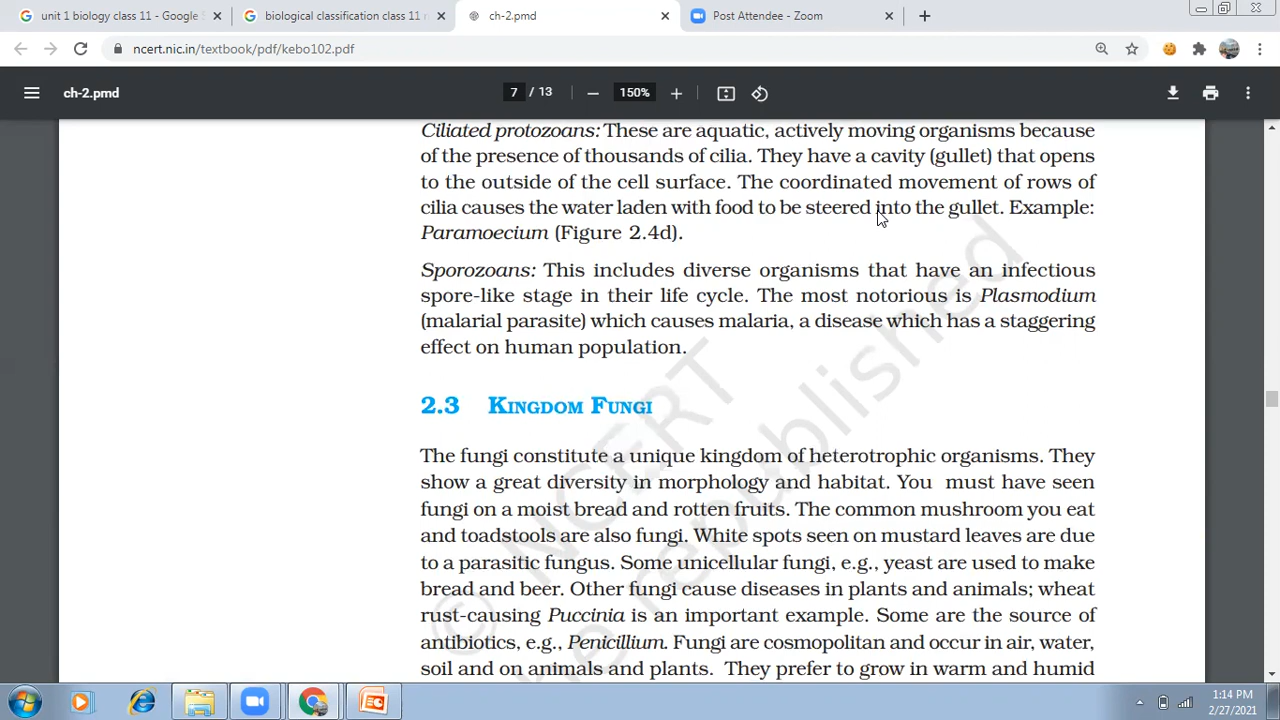 unit 1 biology class 11 - Google S
biological classification class 11 n
ch-2.pmd
Post Attendee - Zoom
ncert.nic.in/textbook/pdf/kebo102.pdf
ch-2.pmd
7 / 13
150%
Ciliated protozoans: These are aquatic, actively moving organisms because
of the presence of thousands of cilia. They have a cavity (gullet) that opens
to the outside of the cell surface. The coordinated movement of rows of
cilia causes the water laden with food to be steered into the gullet. Example:
Paramoecium (Figure 2.4d).
Sporozoans: This includes diverse organisms that have an infectious
spore-like stage in their life cycle. The most notorious is Plasmodium
(malarial parasite) which causes malaria, a disease which has a staggering
effect on human population.
2.3 KINGDOM FUNGI
The fungi constitute a unique kingdom of heterotrophic organisms. They
show a great diversity in morphology and habitat. You must have seen
fungi on a moist bread and rotten fruits. The common mushroom you eat
and toadstools are also fungi. White spots seen on mustard leaves are due
to a parasitic fungus. Some unicellular fungi, e.g., yeast are used to make
bread and beer. Other fungi cause diseases in plants and animals; wheat
rust-causing Puccinia is an important example. Some are the source of
antibiotics, e.g., Penicillium. Fungi are cosmopolitan and occur in air, water,
soil and on animals and plants. They prefer to grow in warm and humid
© NCERT
be republished
1:14 PM
2/27/2021